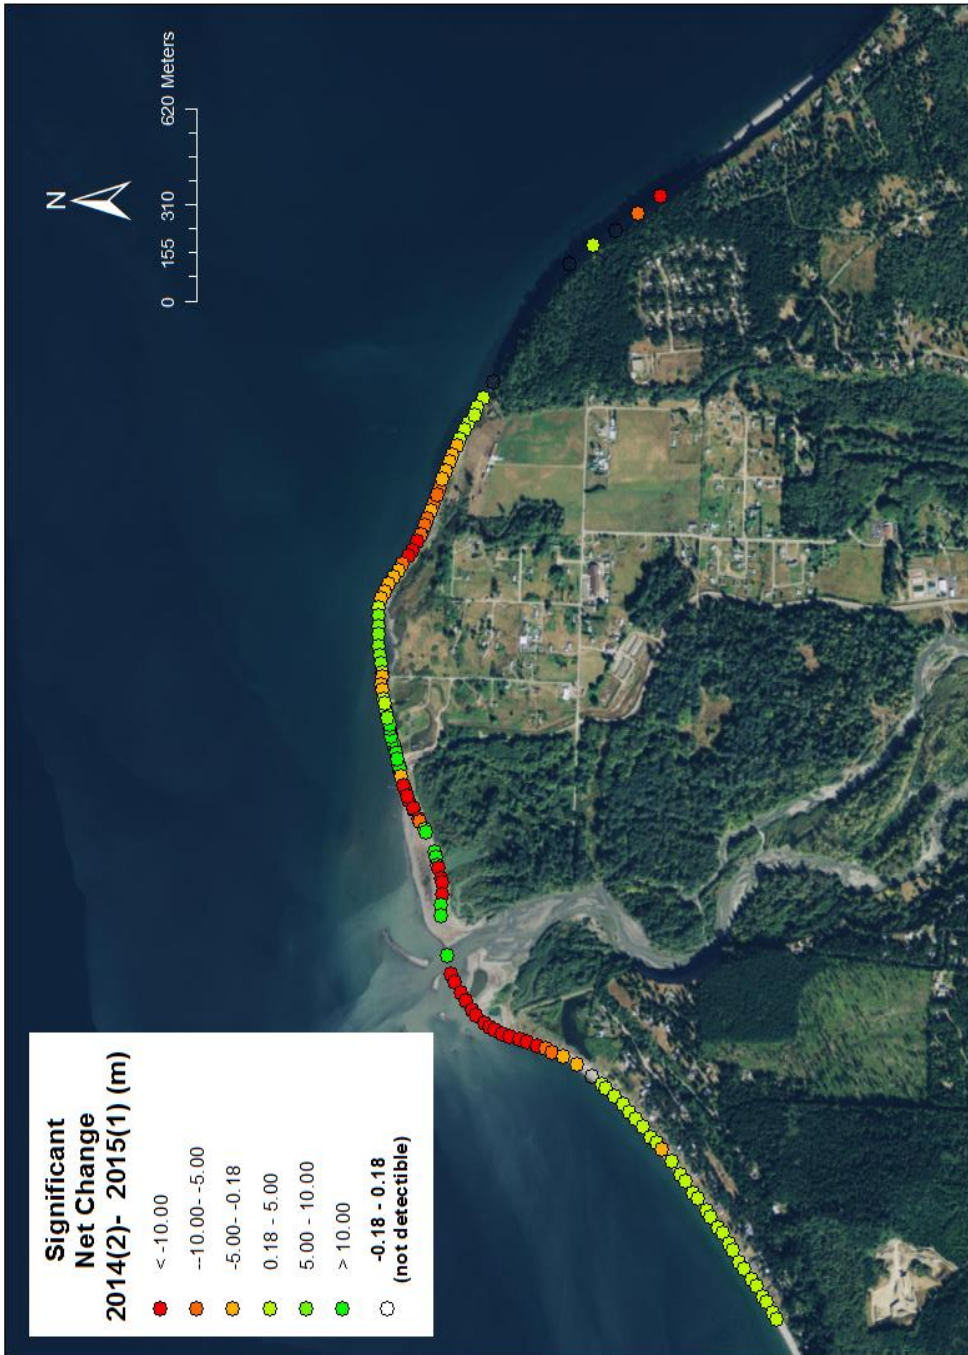 Significant
Net Change
2014(2)- 2015(1) (m)
< -10.00
--10.00- -5.00
-5.00- -0.18
0.18 - 5.00
5.00 - 10.00
> 10.00
-0.18 - 0.18
(not detectible)
N
0 155 310 620 Meters